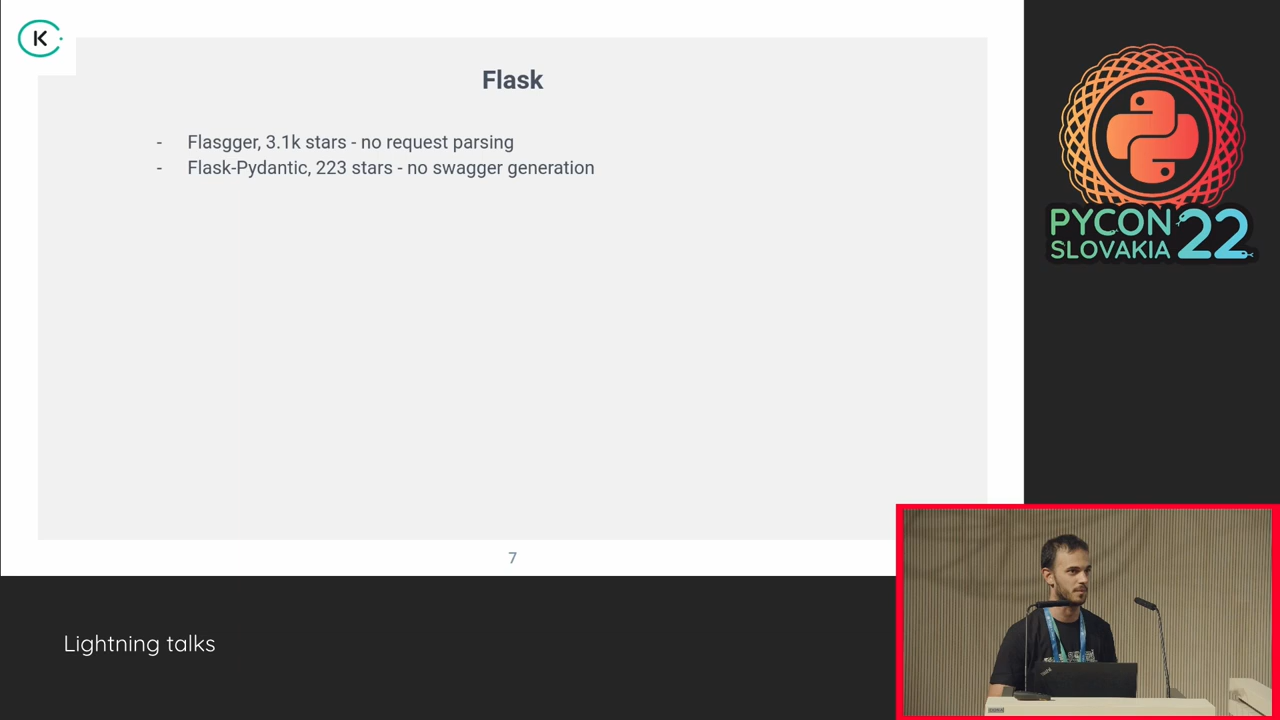 K
Flask
- Flasgger, 3.1k stars - no request parsing
- Flask-Pydantic, 223 stars - no swagger generation
7
PYCON 22
SLOVAKIA
Lightning talks